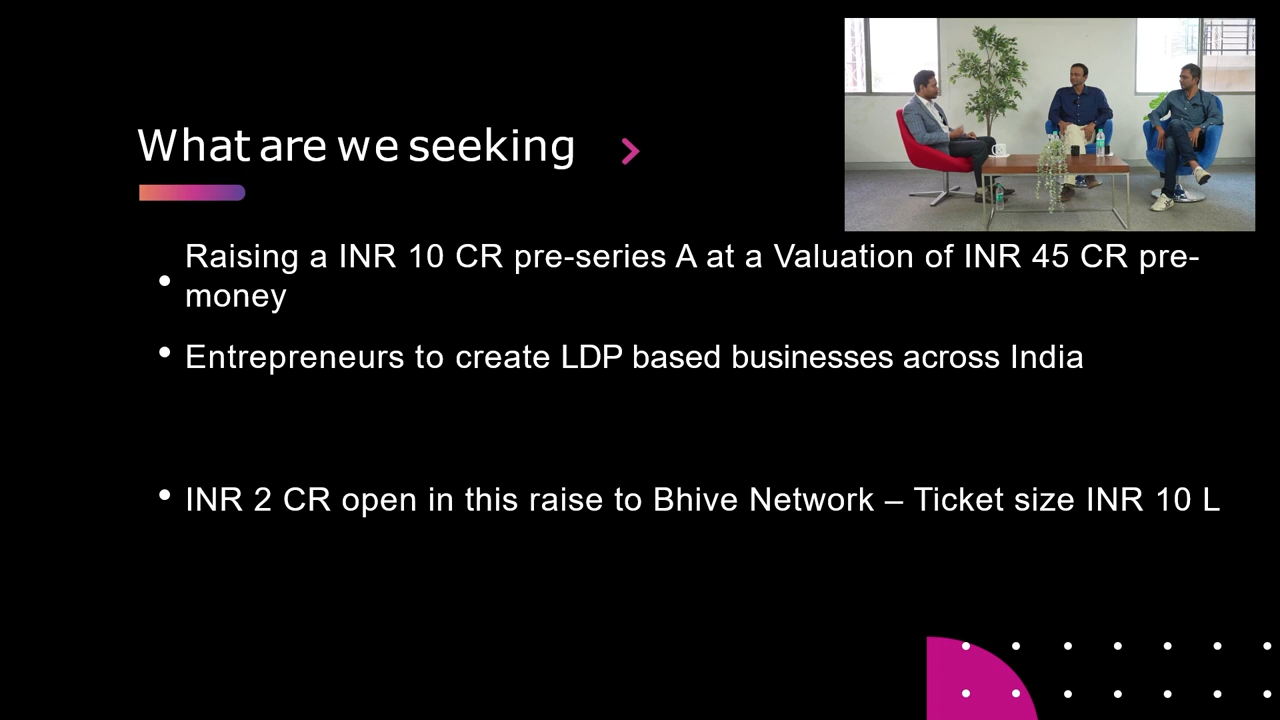 What are we seeking
Raising a INR 10 CR pre-series A at a Valuation of INR 45 CR pre-
money
Entrepreneurs to create LDP based businesses across India
INR 2 CR open in this raise to Bhive Network – Ticket size INR 10 L